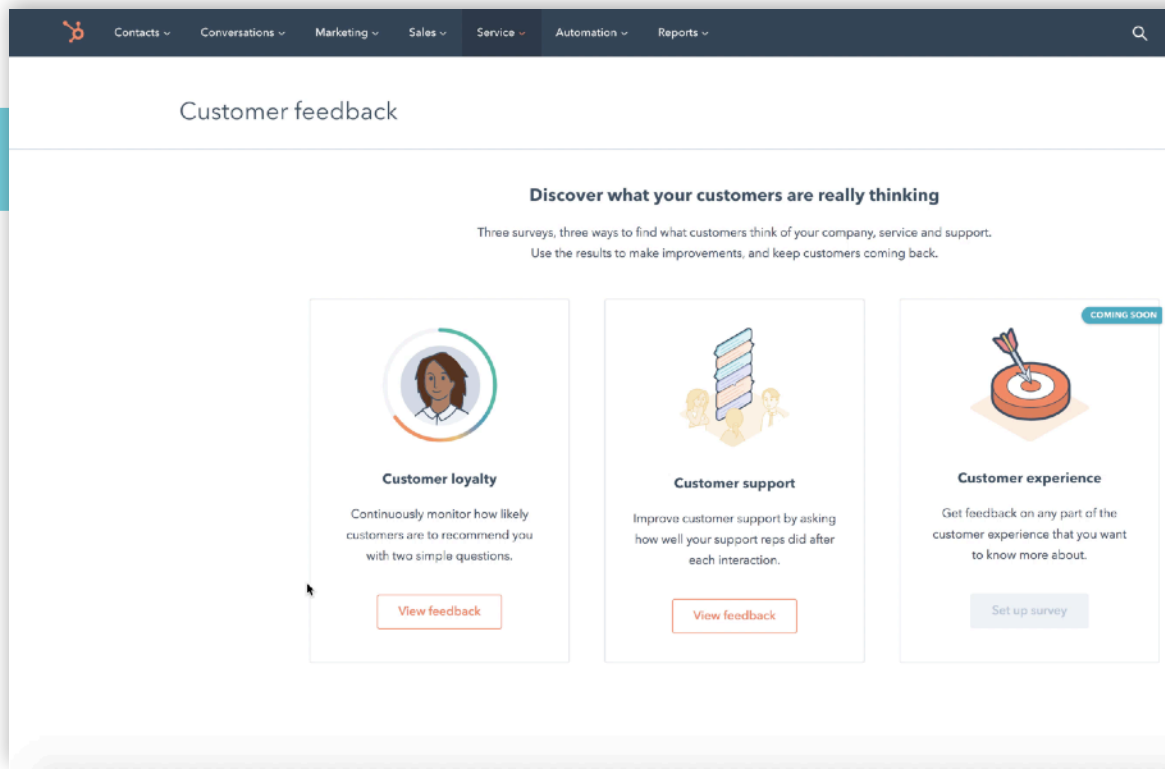 Contacts Conversations Marketing Sales Service Automation Reports
Customer feedback
Discover what your customers are really thinking
Three surveys, three ways to find what customers think of your company, service and support.
Use the results to make improvements, and keep customers coming back.
Customer loyalty
Continuously monitor how likely
customers are to recommend you
with two simple questions.
View feedback
Customer support
Improve customer support by asking
how well your support reps did after
each interaction.
View feedback
COMING SOON
Customer experience
Get feedback on any part of the
customer experience that you want
to know more about.
Set up survey